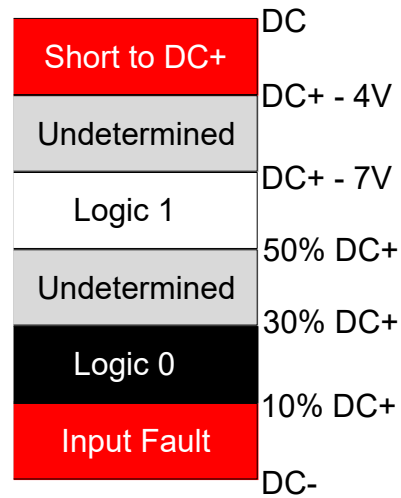 DC
Short to DC+
DC+ - 4V
Undetermined
DC+ - 7V
Logic 1
50% DC+
Undetermined
30% DC+
Logic 0
10% DC+
Input Fault
DC-